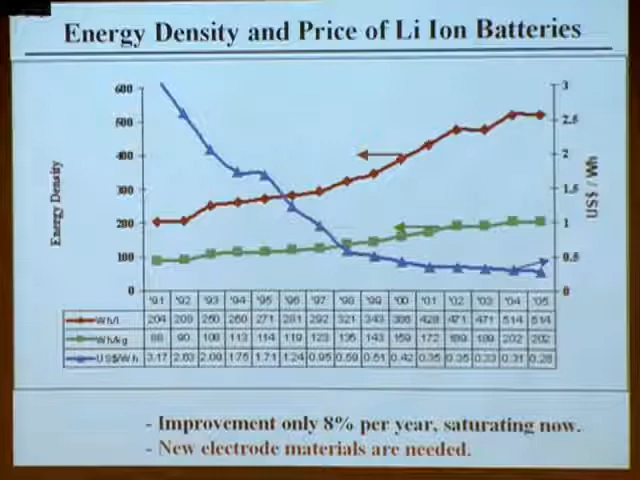 Energy Density and Price of Li Ion Batteries
600
500
400
300
200
100
0
Energy Density
3
2.5
2
1.5
1
0.5
0
US$ / Wh
'91 '92 '93 '94 '95 '96 '97 '98 '99 '00 '01 '02 '03 '04 '05
Wh/l 204 208 250 260 271 281 292 321 343 386 428 471 471 514 514
Wh/kg 88 90 108 113 114 119 123 135 143 159 172 189 189 202 202
US$/Wh 3.17 2.63 2.09 1.75 1.71 1.24 0.95 0.59 0.51 0.42 0.35 0.35 0.33 0.31 0.28
- Improvement only 8% per year, saturating now.
- New electrode materials are needed.